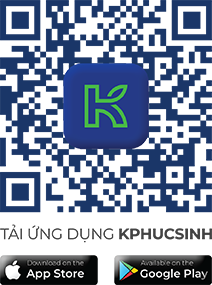 K
TẢI ỨNG DỤNG KPHUCSINH
Download on the
App Store
Available on the
Google Play